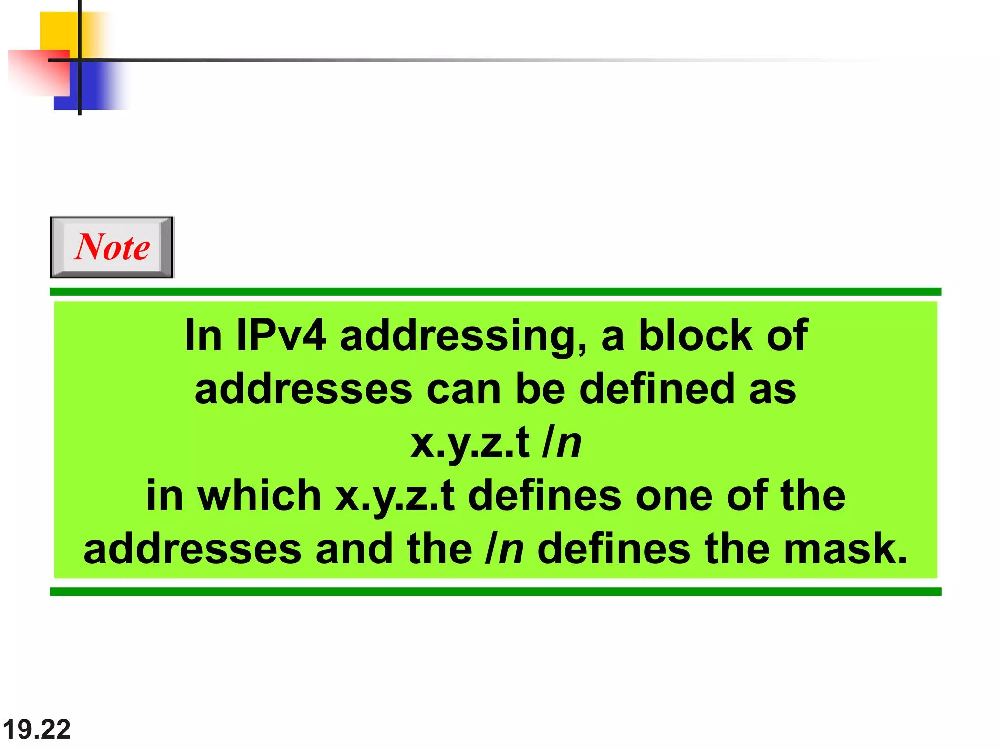 Note
In IPv4 addressing, a block of
addresses can be defined as
x.y.z.t /n
in which x.y.z.t defines one of the
addresses and the /n defines the mask.
19.22